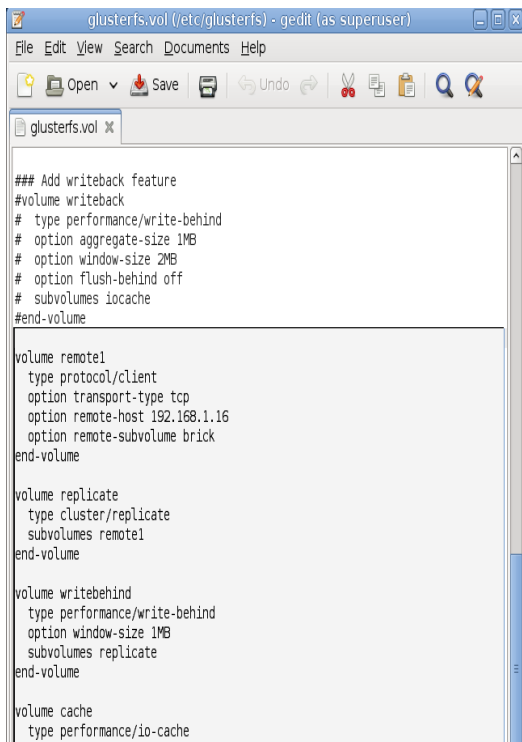 glusterfs.vol (/etc/glusterfs) - gedit (as superuser)
File Edit View Search Documents Help
Open Save Undo
glusterfs.vol
### Add writeback feature
#volume writeback
#  type performance/write-behind
#  option aggregate-size 1MB
#  option window-size 2MB
#  option flush-behind off
#  subvolumes iocache
#end-volume
volume remote1
  type protocol/client
  option transport-type tcp
  option remote-host 192.168.1.16
  option remote-subvolume brick
end-volume
volume replicate
  type cluster/replicate
  subvolumes remote1
end-volume
volume writebehind
  type performance/write-behind
  option window-size 1MB
  subvolumes replicate
end-volume
volume cache
  type performance/io-cache